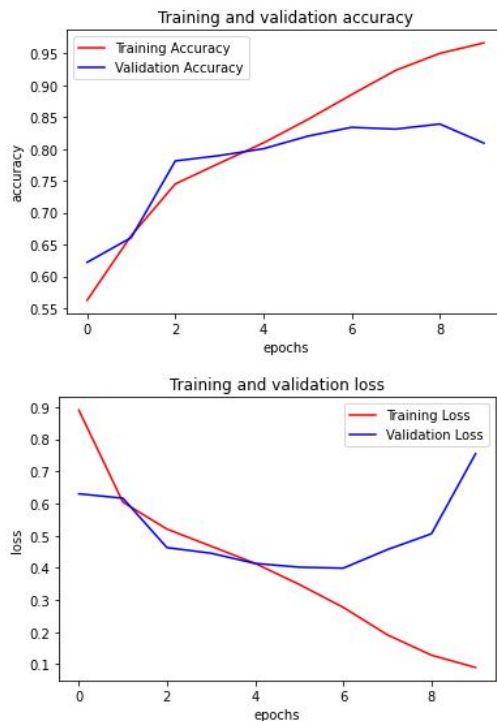 Training and validation accuracy
Training Accuracy
Validation Accuracy
0.95
0.90
0.85
0.80
0.75
0.70
0.65
0.60
0.55
accuracy
0 2 4 6 8
epochs
Training and validation loss
Training Loss
Validation Loss
0.9
0.8
0.7
0.6
0.5
0.4
0.3
0.2
0.1
loss
0 2 4 6 8
epochs